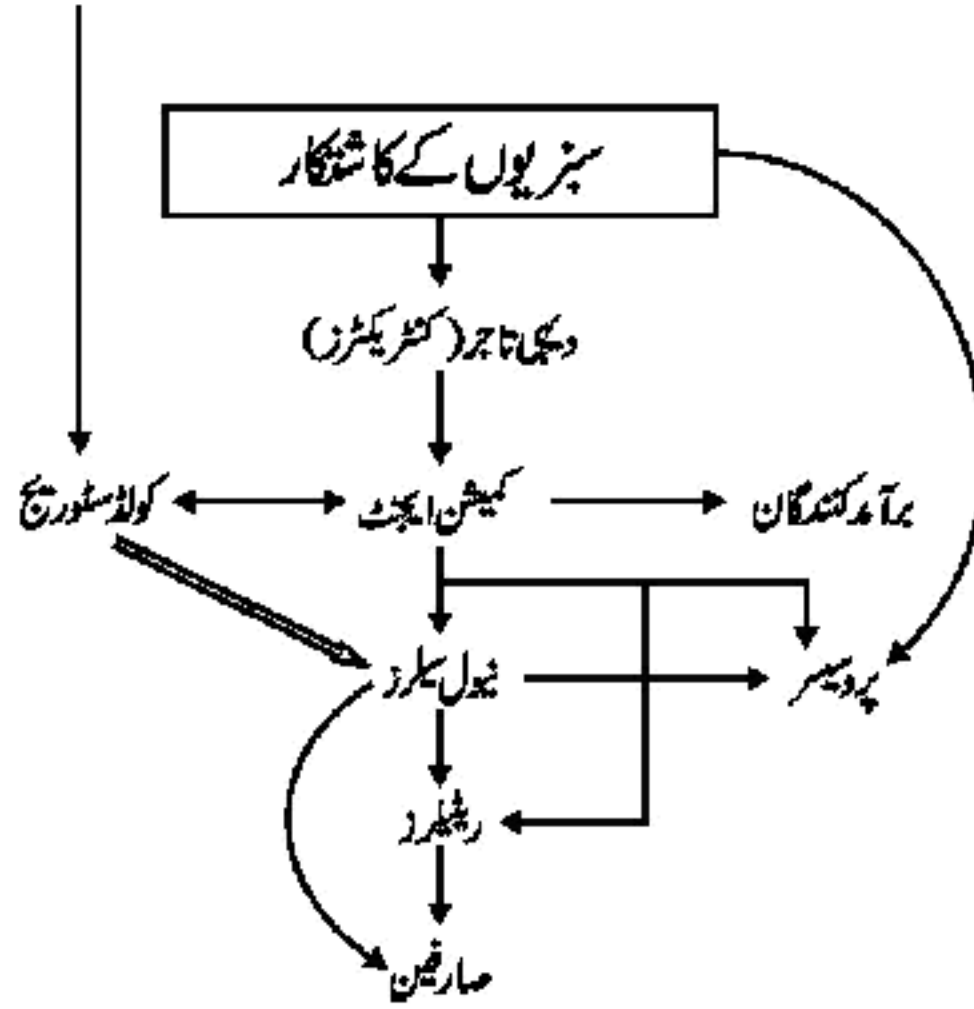 سبزیوں کے کاشتکار
دیہی تاجر (کنٹریکٹرز)
برآمد کنندگان
کمیشن ایجنٹ
کولڈ سٹوریج
پروسیسر
ہول سیلرز
ریٹیلرز
صارفین